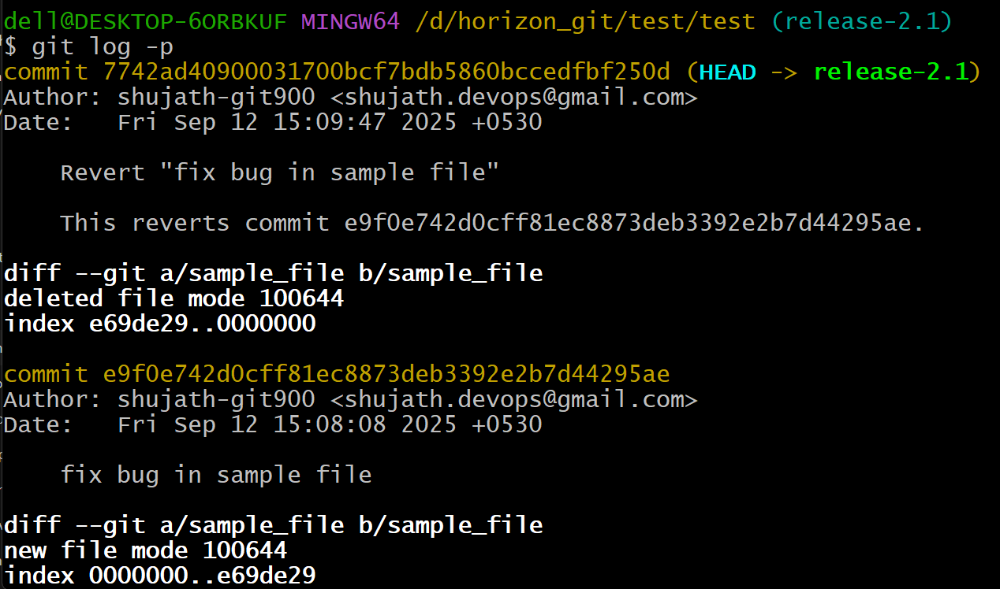 dell@DESKTOP-6ORBKUF MINGW64 /d/horizon_git/test/test (release-2.1)
$ git log -p
commit 7742ad40900031700bcf7bdb5860bccedfbf250d (HEAD -> release-2.1)
Author: shujath-git900 <shujath.devops@gmail.com>
Date:   Fri Sep 12 15:09:47 2025 +0530

    Revert "fix bug in sample file"

    This reverts commit e9f0e742d0cff81ec8873deb3392e2b7d44295ae.

diff --git a/sample_file b/sample_file
deleted file mode 100644
index e69de29..0000000

commit e9f0e742d0cff81ec8873deb3392e2b7d44295ae
Author: shujath-git900 <shujath.devops@gmail.com>
Date:   Fri Sep 12 15:08:08 2025 +0530

    fix bug in sample file

diff --git a/sample_file b/sample_file
new file mode 100644
index 0000000..e69de29